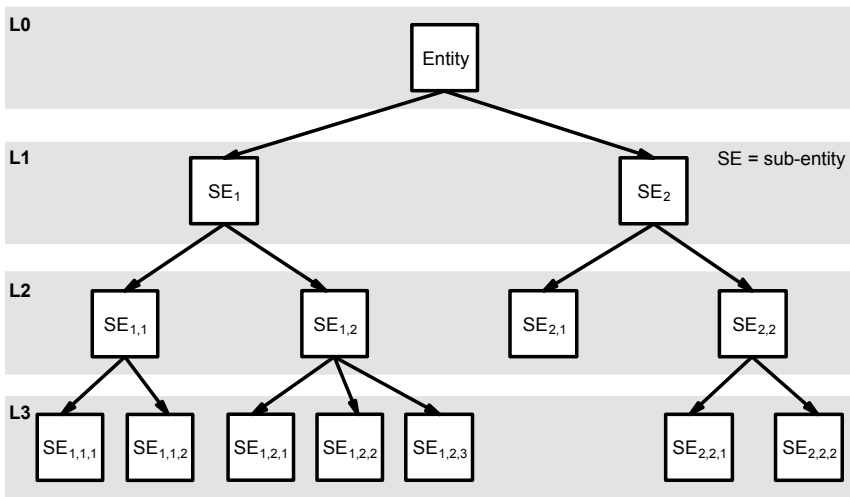 L0
Entity
L1
SE = sub-entity
SE₁
SE₂
L2
SE₁,₁
SE₁,₂
SE₂,₁
SE₂,₂
L3
SE₁,₁,₁
SE₁,₁,₂
SE₁,₂,₁
SE₁,₂,₂
SE₁,₂,₃
SE₂,₂,₁
SE₂,₂,₂